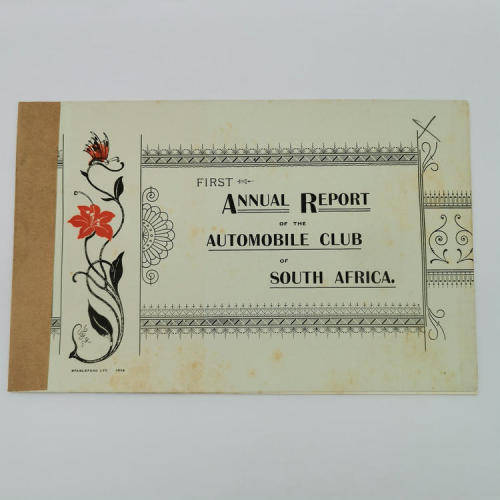 FIRST
ANNUAL REPORT
OF THE
AUTOMOBILE CLUB
OF
SOUTH AFRICA.